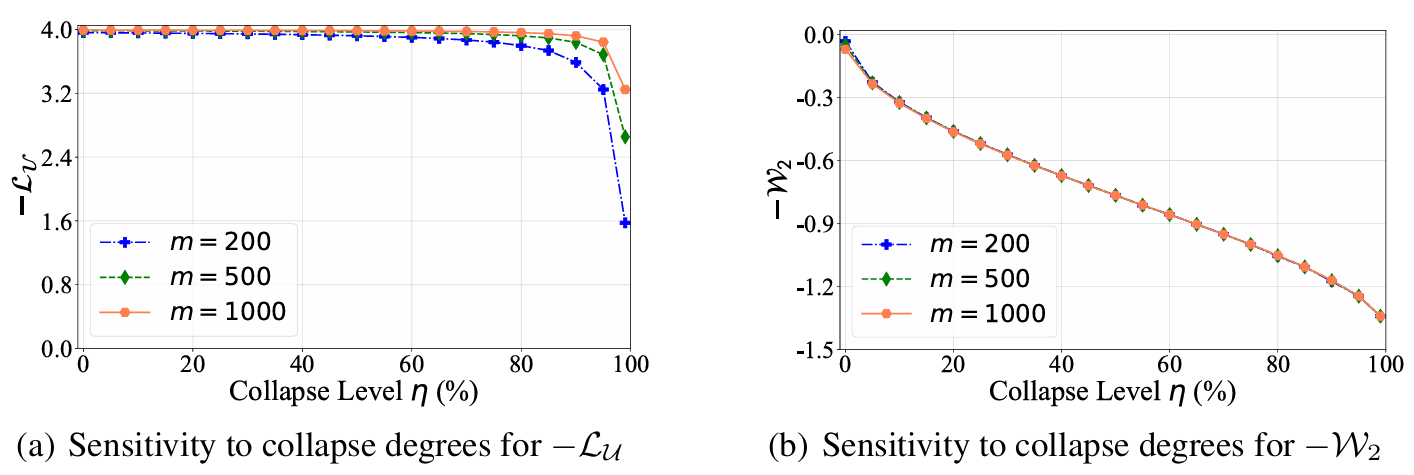 4.0
3.2
2.4
1.6
0.8
0.0
−ℒ_𝒰
m = 200
m = 500
m = 1000
0 20 40 60 80 100
Collapse Level η (%)
(a) Sensitivity to collapse degrees for −ℒ_𝒰
0.0
-0.3
-0.6
-0.9
-1.2
-1.5
−𝒲₂
m = 200
m = 500
m = 1000
0 20 40 60 80 100
Collapse Level η (%)
(b) Sensitivity to collapse degrees for −𝒲₂